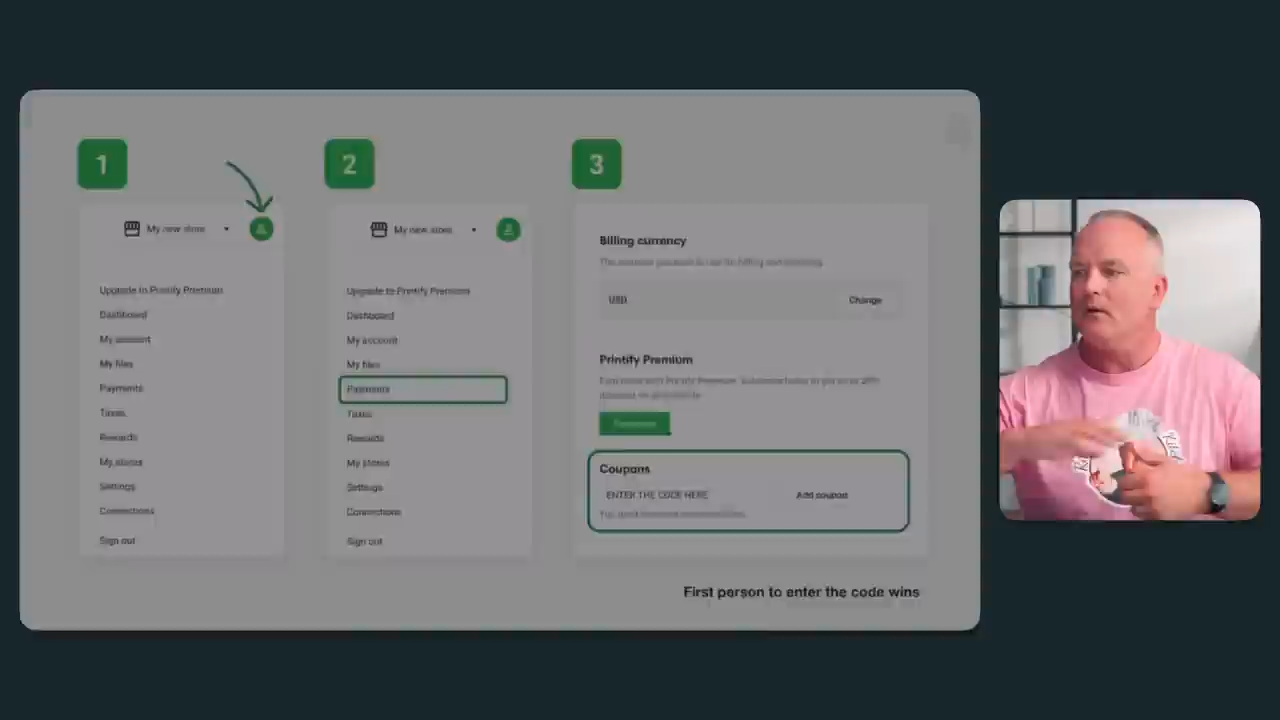 1
My new store
Upgrade to Printify Premium
Dashboard
My account
My files
Payments
Taxes
Rewards
My stores
Settings
Connections
Sign out
2
My new store
Upgrade to Printify Premium
Dashboard
My account
My files
Payments
Taxes
Rewards
My stores
Settings
Connections
Sign out
3
Billing currency
USD
Change
Printify Premium
Coupons
ENTER THE CODE HERE
Add coupon
First person to enter the code wins